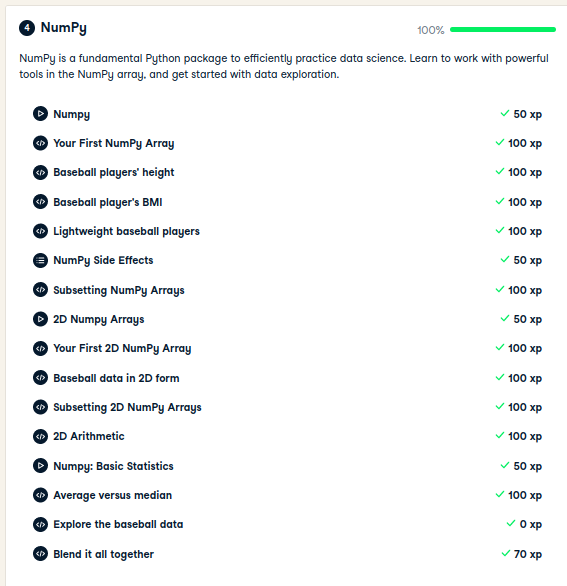 4 NumPy 100%
NumPy is a fundamental Python package to efficiently practice data science. Learn to work with powerful
tools in the NumPy array, and get started with data exploration.
Numpy 50 xp
Your First NumPy Array 100 xp
Baseball players' height 100 xp
Baseball player's BMI 100 xp
Lightweight baseball players 100 xp
NumPy Side Effects 50 xp
Subsetting NumPy Arrays 100 xp
2D Numpy Arrays 50 xp
Your First 2D NumPy Array 100 xp
Baseball data in 2D form 100 xp
Subsetting 2D NumPy Arrays 100 xp
2D Arithmetic 100 xp
Numpy: Basic Statistics 50 xp
Average versus median 100 xp
Explore the baseball data 0 xp
Blend it all together 70 xp